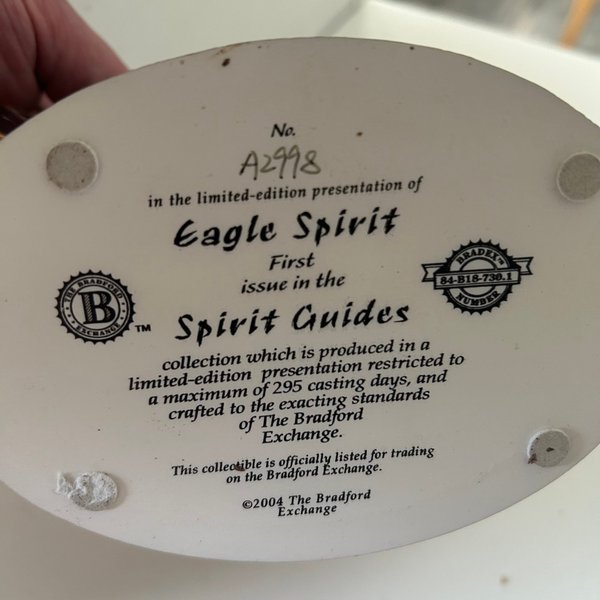 No.
A2998
in the limited-edition presentation of
Eagle Spirit
First
issue in the
Spirit Guides
collection which is produced in a
limited-edition presentation restricted to
a maximum of 295 casting days, and
crafted to the exacting standards
of The Bradford
Exchange.
This collectible is officially listed for trading
on the Bradford Exchange.
©2004 The Bradford
Exchange
THE BRADFORD
B
EXCHANGE
TM
BRADEX™
84-B18-730.1
NUMBER